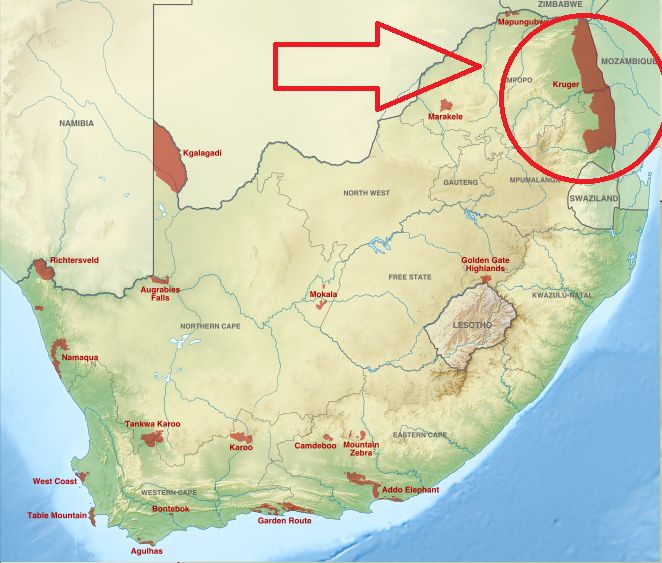 ZIMBABWE
Mapungubwe
MOZAMBIQUE
MPOPO
Kruger
Marakele
NAMIBIA
Kgalagadi
GAUTENG
MPUMALANGA
NORTH WEST
SWAZILAND
Richtersveld
Golden Gate
Highlands
Augrabies
Falls
FREE STATE
Mokala
KWAZULU-NATAL
NORTHERN CAPE
LESOTHO
Namaqua
Tankwa Karoo
Karoo
Camdeboo
Mountain
Zebra
EASTERN CAPE
West Coast
WESTERN CAPE
Addo Elephant
Table Mountain
Bontebok
Garden Route
Agulhas